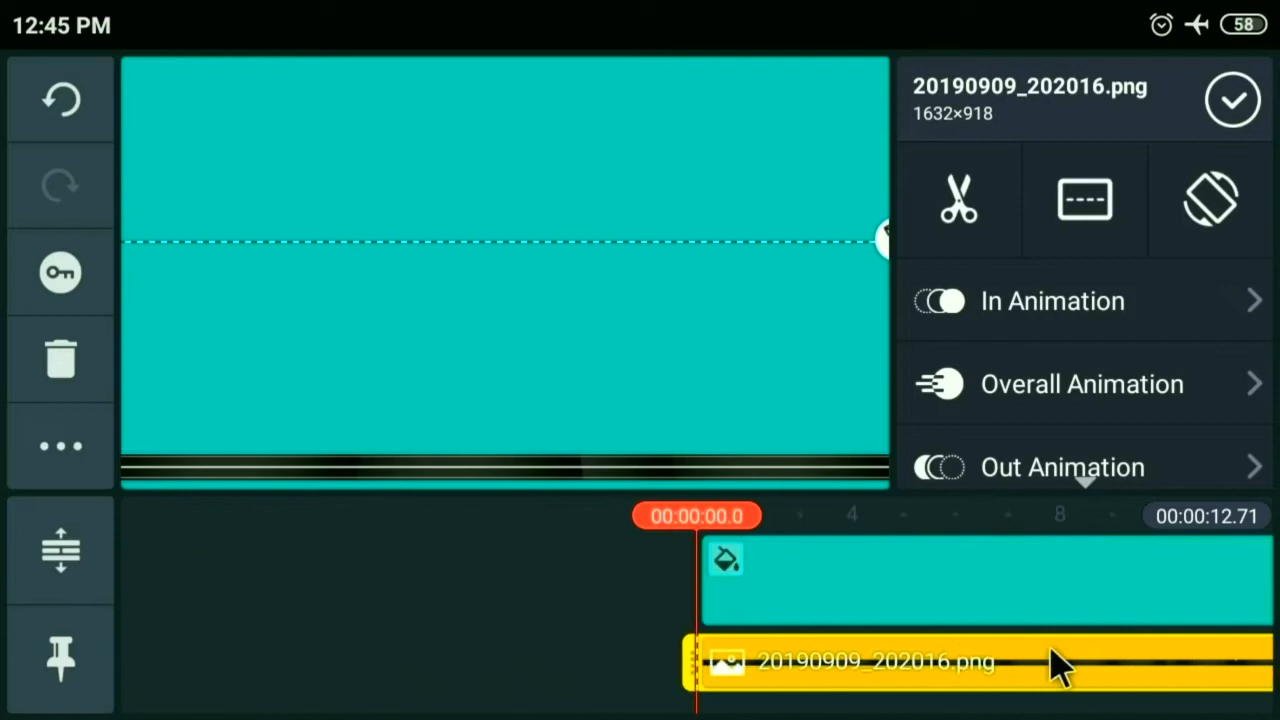 12:45 PM
58
20190909_202016.png
1632×918
In Animation
Overall Animation
Out Animation
00:00:00.0
4
8
00:00:12.71
20190909_202016.png